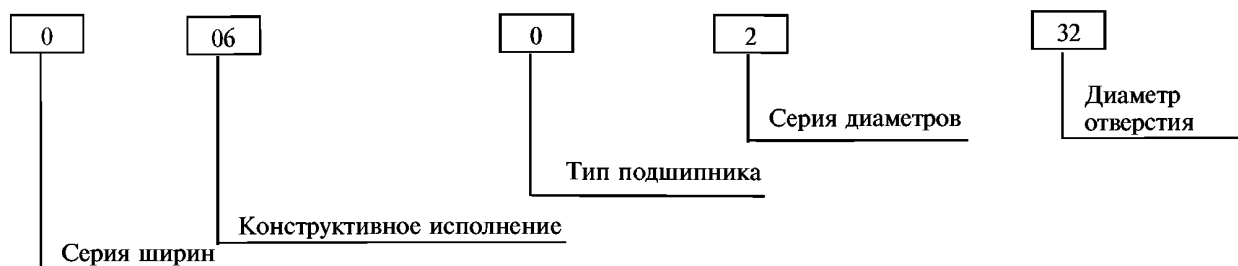 0 06 0 2 32
Диаметр
отверстия
Серия диаметров
Тип подшипника
Конструктивное исполнение
Серия ширин